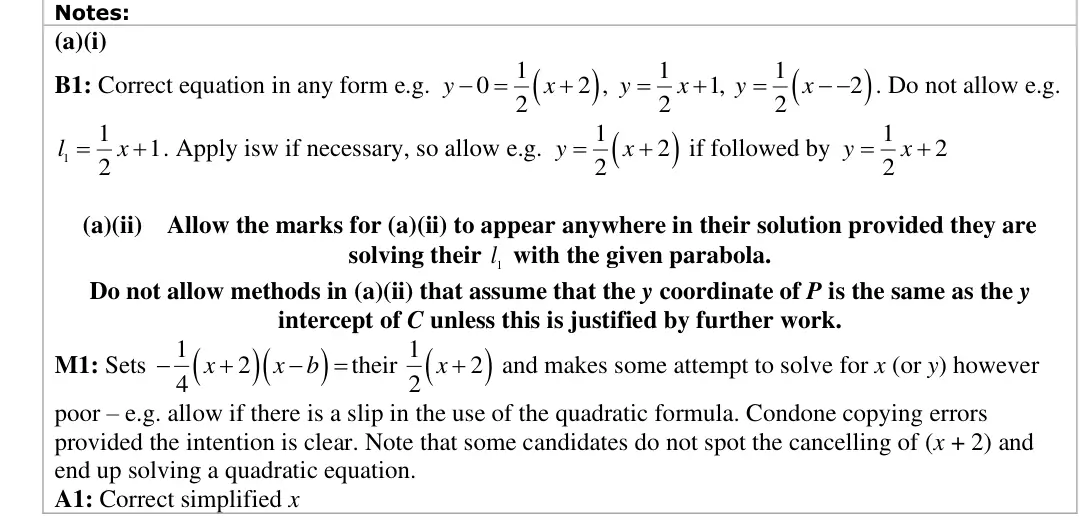 Notes:
(a)(i)
B1: Correct equation in any form e.g. y−0=1/2(x+2), y=1/2x+1, y=1/2(x−−2). Do not allow e.g.
l₁=1/2x+1. Apply isw if necessary, so allow e.g. y=1/2(x+2) if followed by y=1/2x+2
(a)(ii) Allow the marks for (a)(ii) to appear anywhere in their solution provided they are
solving their l₁ with the given parabola.
Do not allow methods in (a)(ii) that assume that the y coordinate of P is the same as the y
intercept of C unless this is justified by further work.
M1: Sets −1/4(x+2)(x−b)=their 1/2(x+2) and makes some attempt to solve for x (or y) however
poor – e.g. allow if there is a slip in the use of the quadratic formula. Condone copying errors
provided the intention is clear. Note that some candidates do not spot the cancelling of (x + 2) and
end up solving a quadratic equation.
A1: Correct simplified x